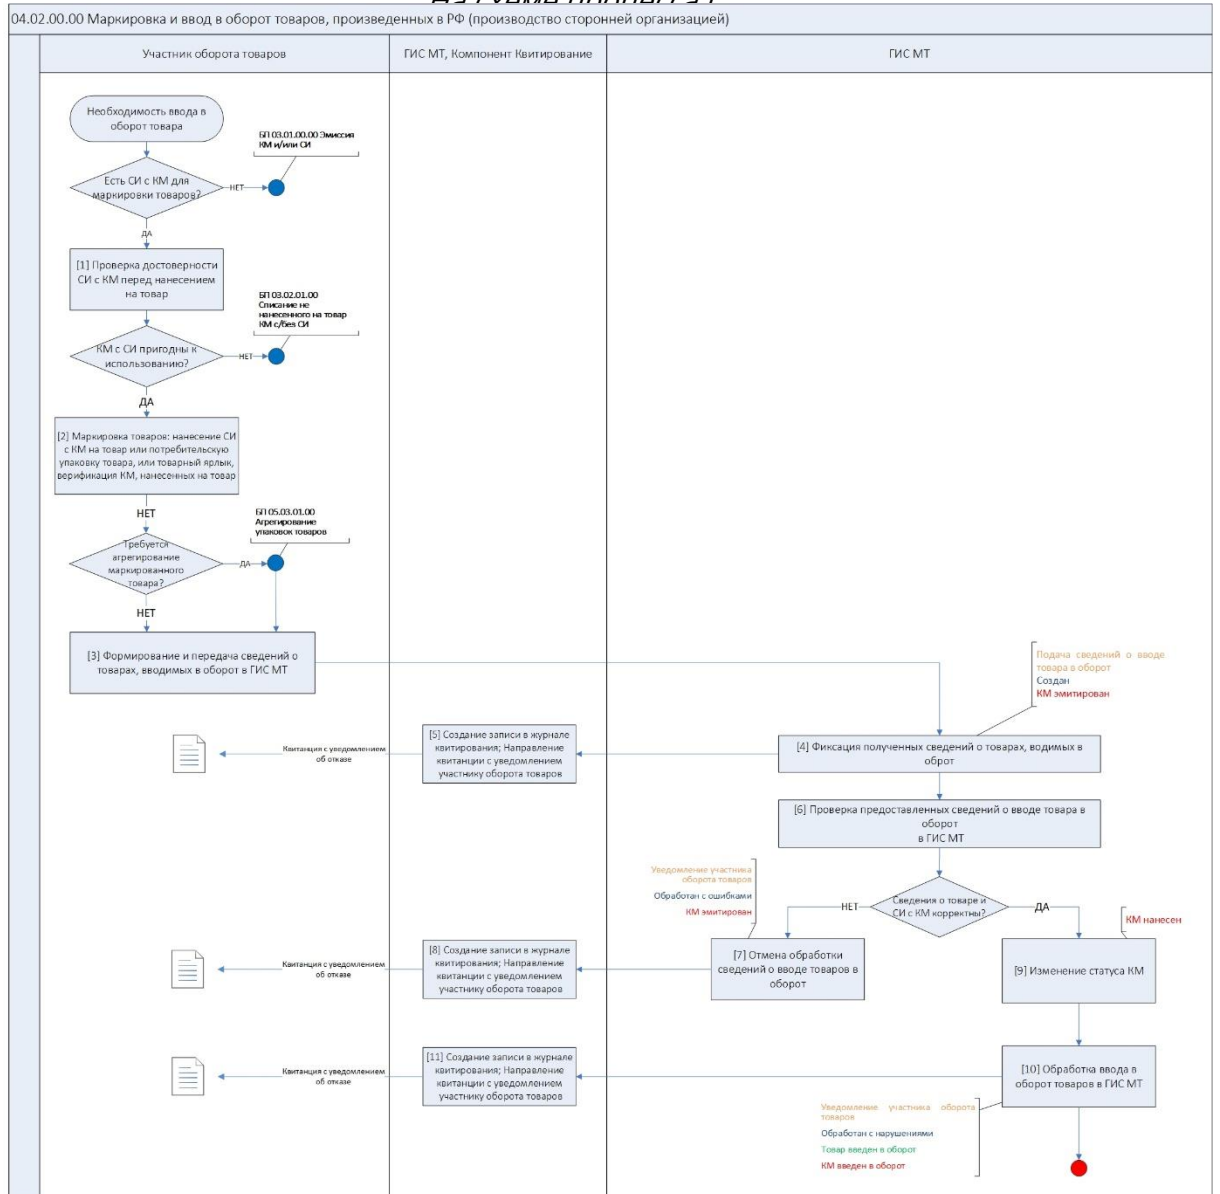 04.02.00.00 Маркировка и ввод в оборот товаров, произведенных в РФ (производство сторонней организацией)
Участник оборота товаров
ГИС МТ, Компонент Квитирование
ГИС МТ
Необходимость ввода в
оборот товара
БП 03.01.00.00 Эмиссия
КМ и/или СИ
Есть СИ с КМ для
маркировки товаров?
НЕТ
ДА
[1] Проверка достоверности
СИ с КМ перед нанесением
на товар
БП 03.02.01.00
Списание не
нанесенного на товар
КМ с/без СИ
КМ с СИ пригодны к
использованию?
НЕТ
ДА
[2] Маркировка товаров: нанесение СИ
с КМ на товар или потребительскую
упаковку товара, или товарный ярлык,
верификация КМ, нанесенных на товар
НЕТ
БП 05.03.01.00
Агрегирование
упаковок товаров
Требуется
агрегирование
маркированного
товара?
ДА
НЕТ
[3] Формирование и передача сведений о
товарах, вводимых в оборот в ГИС МТ
Подача сведений о вводе
товара в оборот
Создан
КМ эмитирован
[4] Фиксация полученных сведений о товарах, водимых в
оброт
[5] Создание записи в журнале
квитирования; Направление
квитанции с уведомлением
участнику оборота товаров
Квитанция с уведомлением
об отказе
[6] Проверка предоставленных сведений о вводе товара в
оборот
в ГИС МТ
Уведомление участника
оборота товаров
Обработан с ошибками
КМ эмитирован
Сведения о товаре и
СИ с КМ корректны?
НЕТ
ДА
КМ нанесен
[7] Отмена обработки
сведений о вводе товаров в
оборот
[8] Создание записи в журнале
квитирования; Направление
квитанции с уведомлением
участнику оборота товаров
Квитанция с уведомлением
об отказе
[9] Изменение статуса КМ
[10] Обработка ввода в
оборот товаров в ГИС МТ
[11] Создание записи в журнале
квитирования; Направление
квитанции с уведомлением
участнику оборота товаров
Квитанция с уведомлением
об отказе
Уведомление участника оборота
товаров
Обработан с нарушениями
Товар введен в оборот
КМ введен в оборот